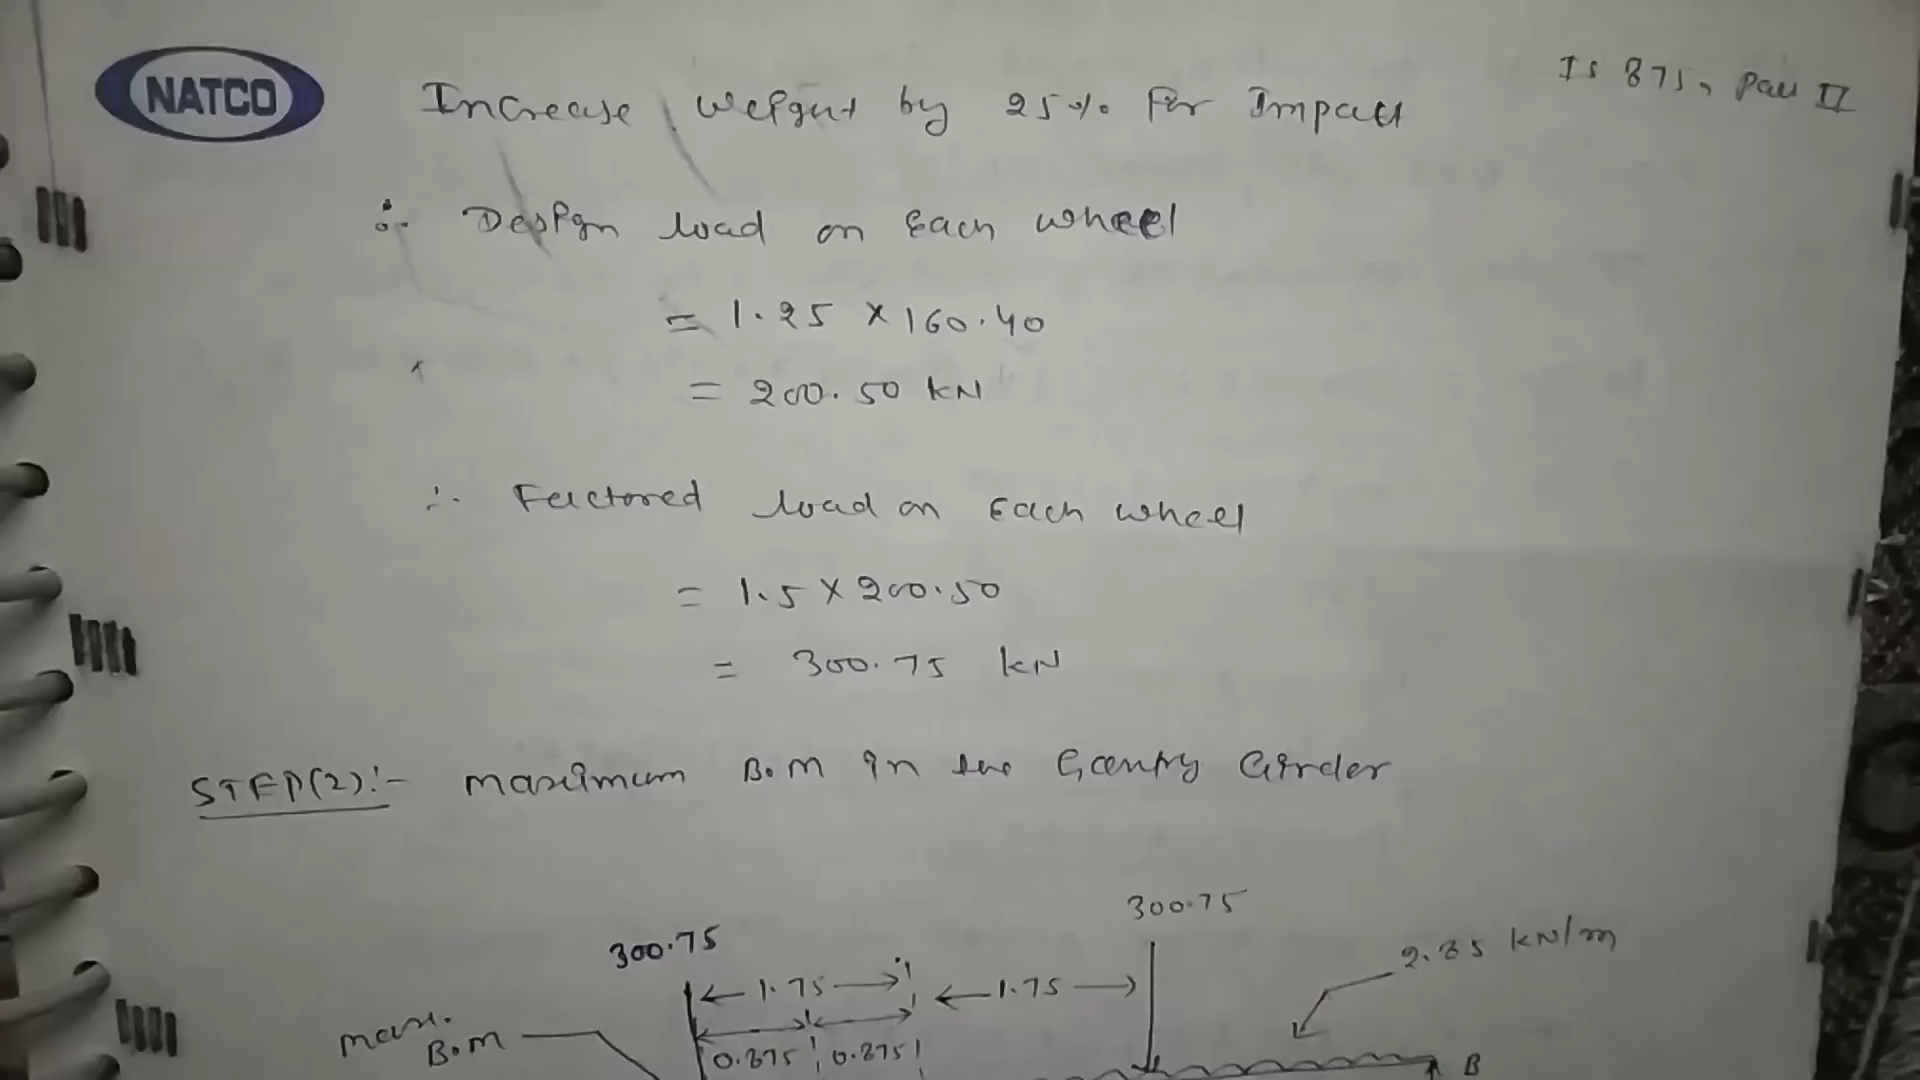 NATCO
IS 875, Part II
Increase weight by 25% for Impact
∴ Design load on Each wheel
= 1.25 × 160.40
= 200.50 kN
∴ Factored load on Each wheel
= 1.5 × 200.50
= 300.75 kN
STEP(2):- maximum B.M in the Gantry Girder
300.75
300.75
2.85 kN/m
1.75
1.75
max.
B.M
0.875
0.875
B